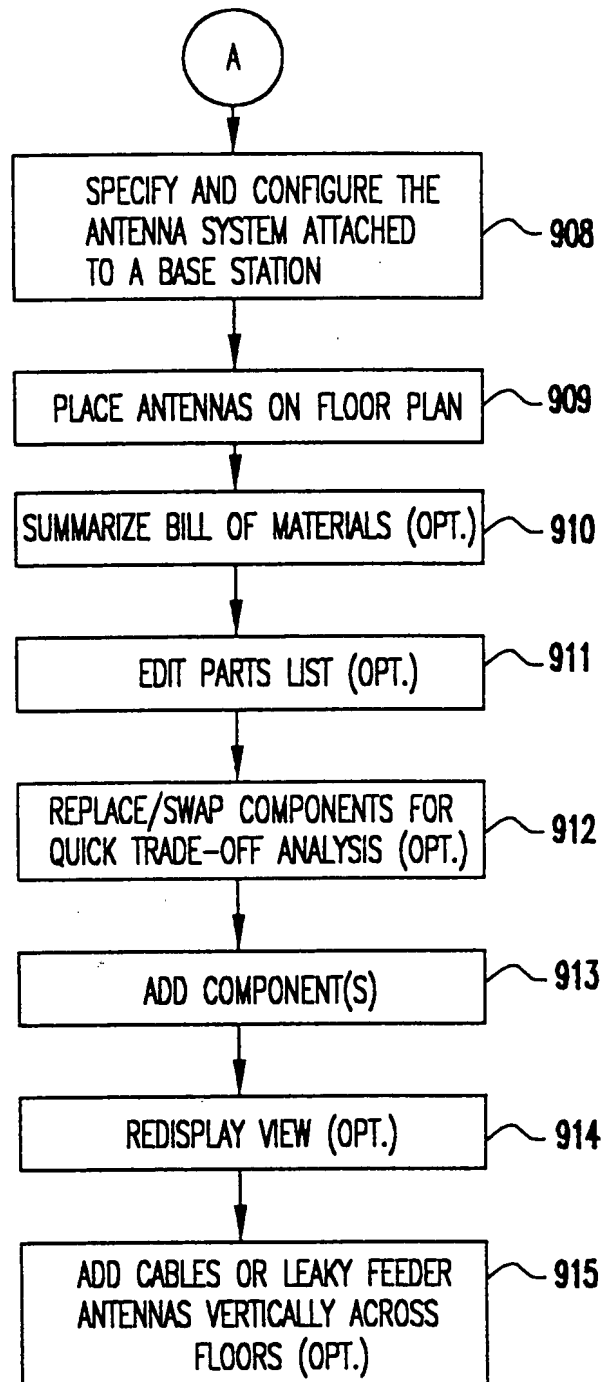 A
SPECIFY AND CONFIGURE THE
ANTENNA SYSTEM ATTACHED
TO A BASE STATION
908
PLACE ANTENNAS ON FLOOR PLAN
909
SUMMARIZE BILL OF MATERIALS (OPT.)
910
EDIT PARTS LIST (OPT.)
911
REPLACE/SWAP COMPONENTS FOR
QUICK TRADE-OFF ANALYSIS (OPT.)
912
ADD COMPONENT(S)
913
REDISPLAY VIEW (OPT.)
914
ADD CABLES OR LEAKY FEEDER
ANTENNAS VERTICALLY ACROSS
FLOORS (OPT.)
915